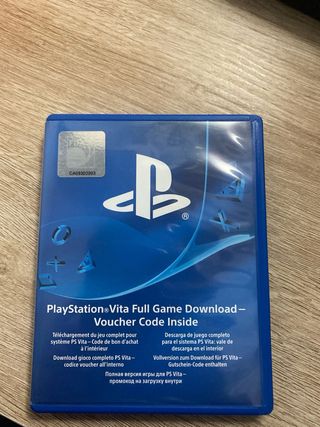 PlayStation®Vita Full Game Download–
Voucher Code Inside
Téléchargement du jeu complet pour
système PS Vita – Code de bon d'achat
à l'intérieur
Descarga de juego completo
para el sistema PS Vita: vale de
descarga en el interior
Download gioco completo PS Vita –
codice voucher all'interno
Vollversion zum Download für PS Vita –
Gutschein-Code enthalten
Полная версия игры для PS Vita –
промокод на загрузку внутри